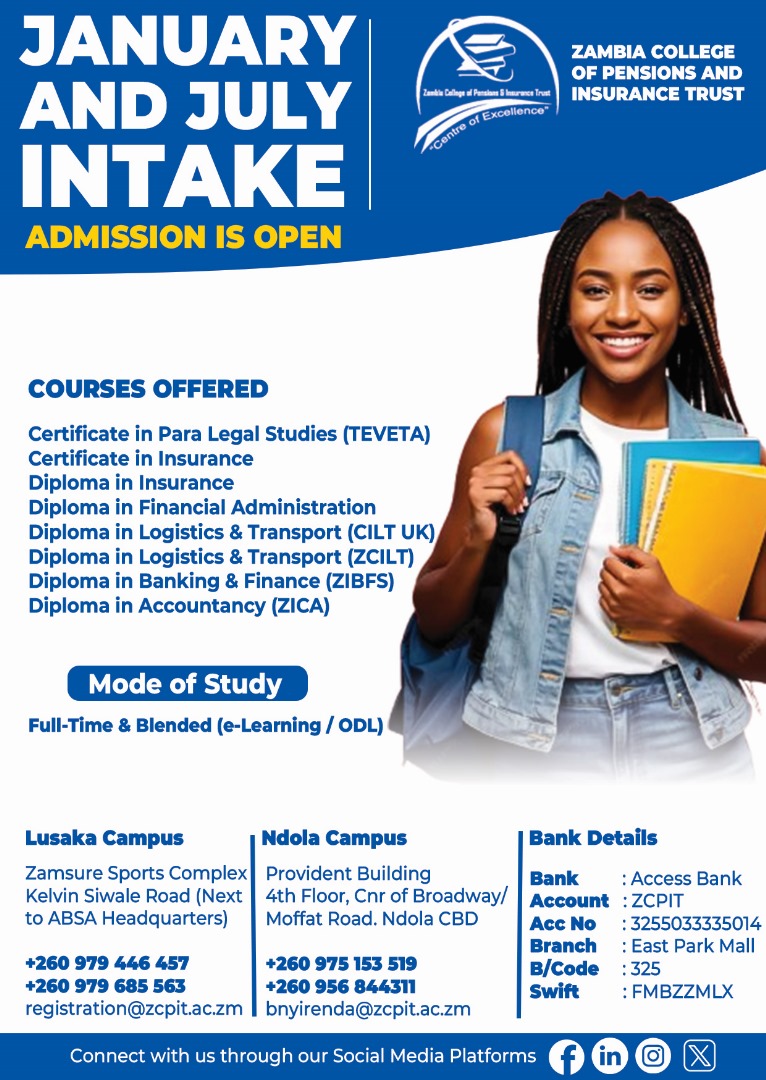 JANUARY
AND JULY
INTAKE
ADMISSION IS OPEN
Zambia College of Pensions & Insurance Trust
"Centre of Excellence"
ZAMBIA COLLEGE
OF PENSIONS AND
INSURANCE TRUST
COURSES OFFERED
Certificate in Para Legal Studies (TEVETA)
Certificate in Insurance
Diploma in Insurance
Diploma in Financial Administration
Diploma in Logistics & Transport (CILT UK)
Diploma in Logistics & Transport (ZCILT)
Diploma in Banking & Finance (ZIBFS)
Diploma in Accountancy (ZICA)
Mode of Study
Full-Time & Blended (e-Learning / ODL)
Lusaka Campus
Zamsure Sports Complex
Kelvin Siwale Road (Next
to ABSA Headquarters)
+260 979 446 457
+260 979 685 563
registration@zcpit.ac.zm
Ndola Campus
Provident Building
4th Floor, Cnr of Broadway/
Moffat Road. Ndola CBD
+260 975 153 519
+260 956 844311
bnyirenda@zcpit.ac.zm
Bank Details
Bank : Access Bank
Account : ZCPIT
Acc No : 3255033335014
Branch : East Park Mall
B/Code : 325
Swift : FMBZZMLX
Connect with us through our Social Media Platforms